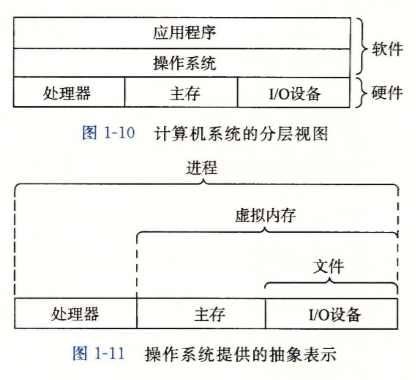 应用程序
操作系统
软件
处理器 主存 I/O设备
硬件
图 1-10 计算机系统的分层视图
进程
虚拟内存
文件
处理器 主存 I/O设备
图 1-11 操作系统提供的抽象表示